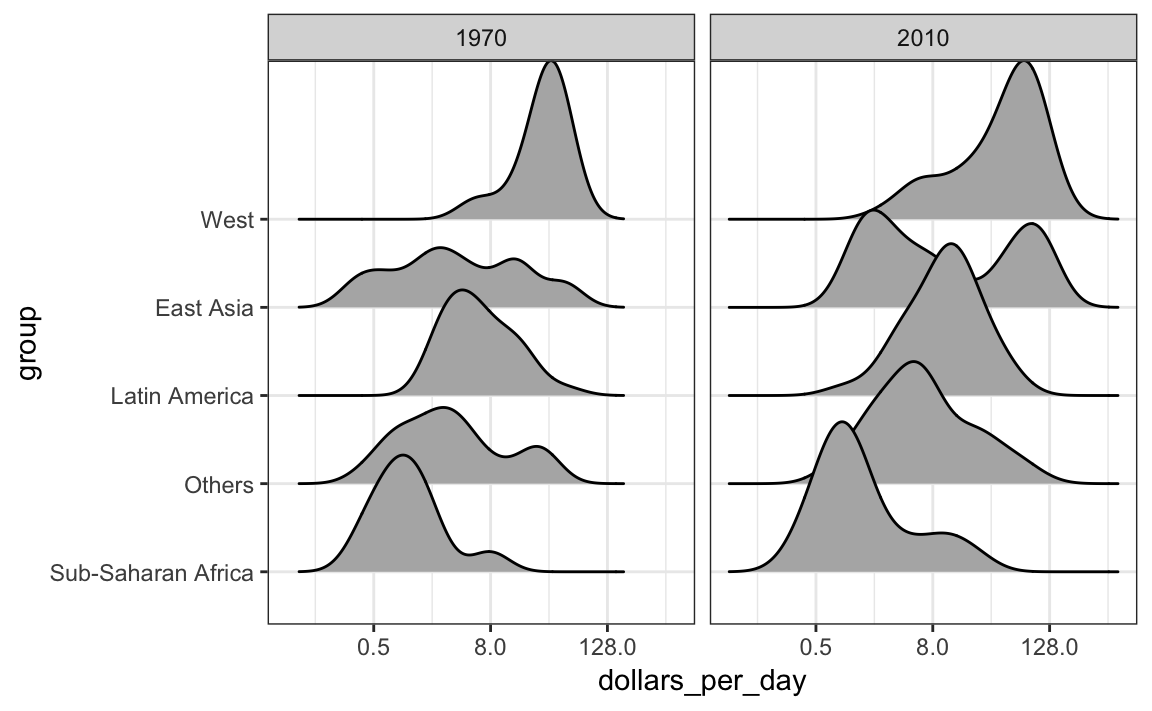 1970
2010
group
West
East Asia
Latin America
Others
Sub-Saharan Africa
0.5 8.0 128.0
0.5 8.0 128.0
dollars_per_day